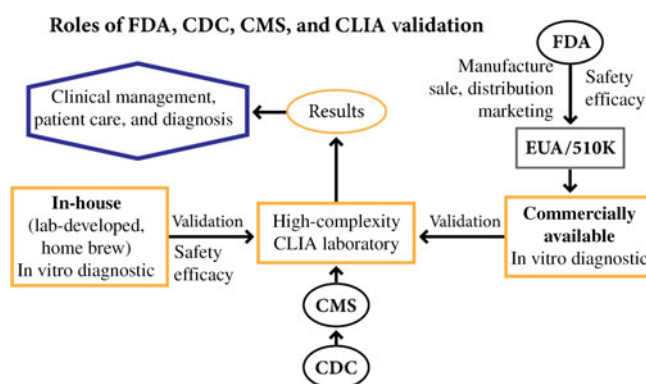 Roles of FDA, CDC, CMS, and CLIA validation
FDA
Manufacture
sale, distribution
marketing
Safety
efficacy
Clinical management,
patient care, and diagnosis
Results
EUA/510K
In-house
(lab-developed,
home brew)
In vitro diagnostic
Validation
Safety
efficacy
High-complexity
CLIA laboratory
Validation
Commercially
available
In vitro diagnostic
CMS
CDC